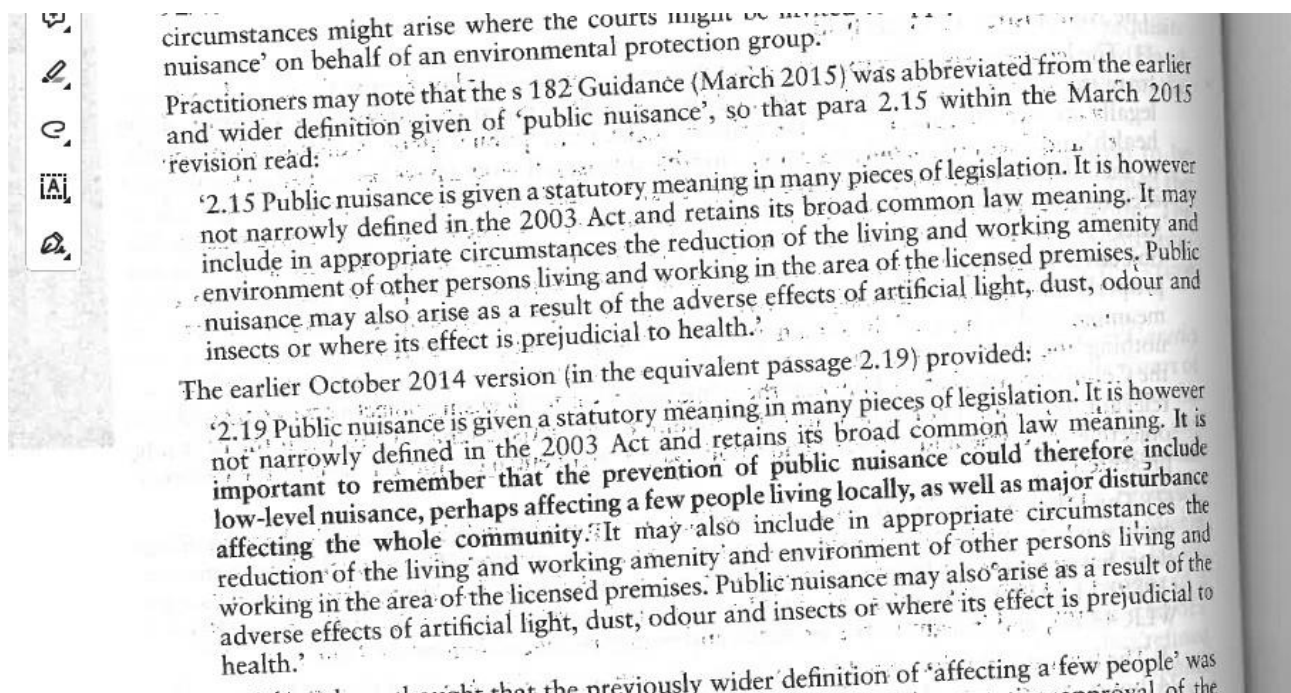 circumstances might arise where the courts might be
nuisance' on behalf of an environmental protection group.
Practitioners may note that the s 182 Guidance (March 2015) was abbreviated from the earlier
and wider definition given of 'public nuisance', so that para 2.15 within the March 2015
revision read:
'2.15 Public nuisance is given a statutory meaning in many pieces of legislation. It is however
not narrowly defined in the 2003 Act and retains its broad common law meaning. It may
include in appropriate circumstances the reduction of the living and working amenity and
environment of other persons living and working in the area of the licensed premises. Public
nuisance may also arise as a result of the adverse effects of artificial light, dust, odour and
insects or where its effect is prejudicial to health.'
The earlier October 2014 version (in the equivalent passage 2.19) provided:
'2.19 Public nuisance is given a statutory meaning in many pieces of legislation. It is however
not narrowly defined in the 2003 Act and retains its broad common law meaning. It is
important to remember that the prevention of public nuisance could therefore include
low-level nuisance, perhaps affecting a few people living locally, as well as major disturbance
affecting the whole community. It may also include in appropriate circumstances the
reduction of the living and working amenity and environment of other persons living and
working in the area of the licensed premises. Public nuisance may also arise as a result of the
adverse effects of artificial light, dust, odour and insects or where its effect is prejudicial to
health.'
that the previously wider definition of 'affecting a few people' was
of the